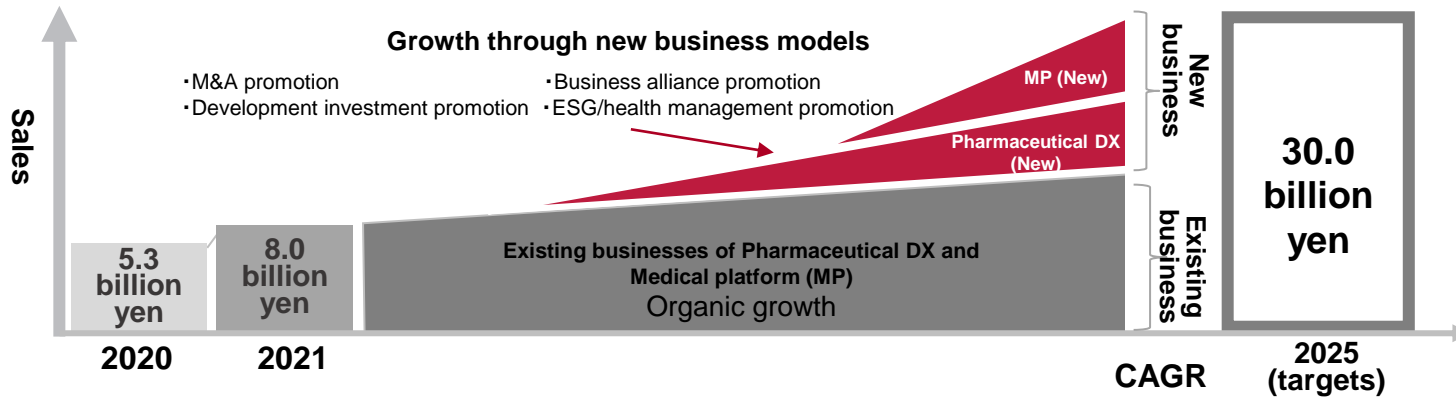 Growth through new business models
・M&A promotion
・Development investment promotion
・Business alliance promotion
・ESG/health management promotion
Sales
MP (New)
Pharmaceutical DX
(New)
New
business
Existing
business
5.3
billion
yen
8.0
billion
yen
Existing businesses of Pharmaceutical DX and
Medical platform (MP)
Organic growth
30.0
billion
yen
2020
2021
CAGR
2025
(targets)